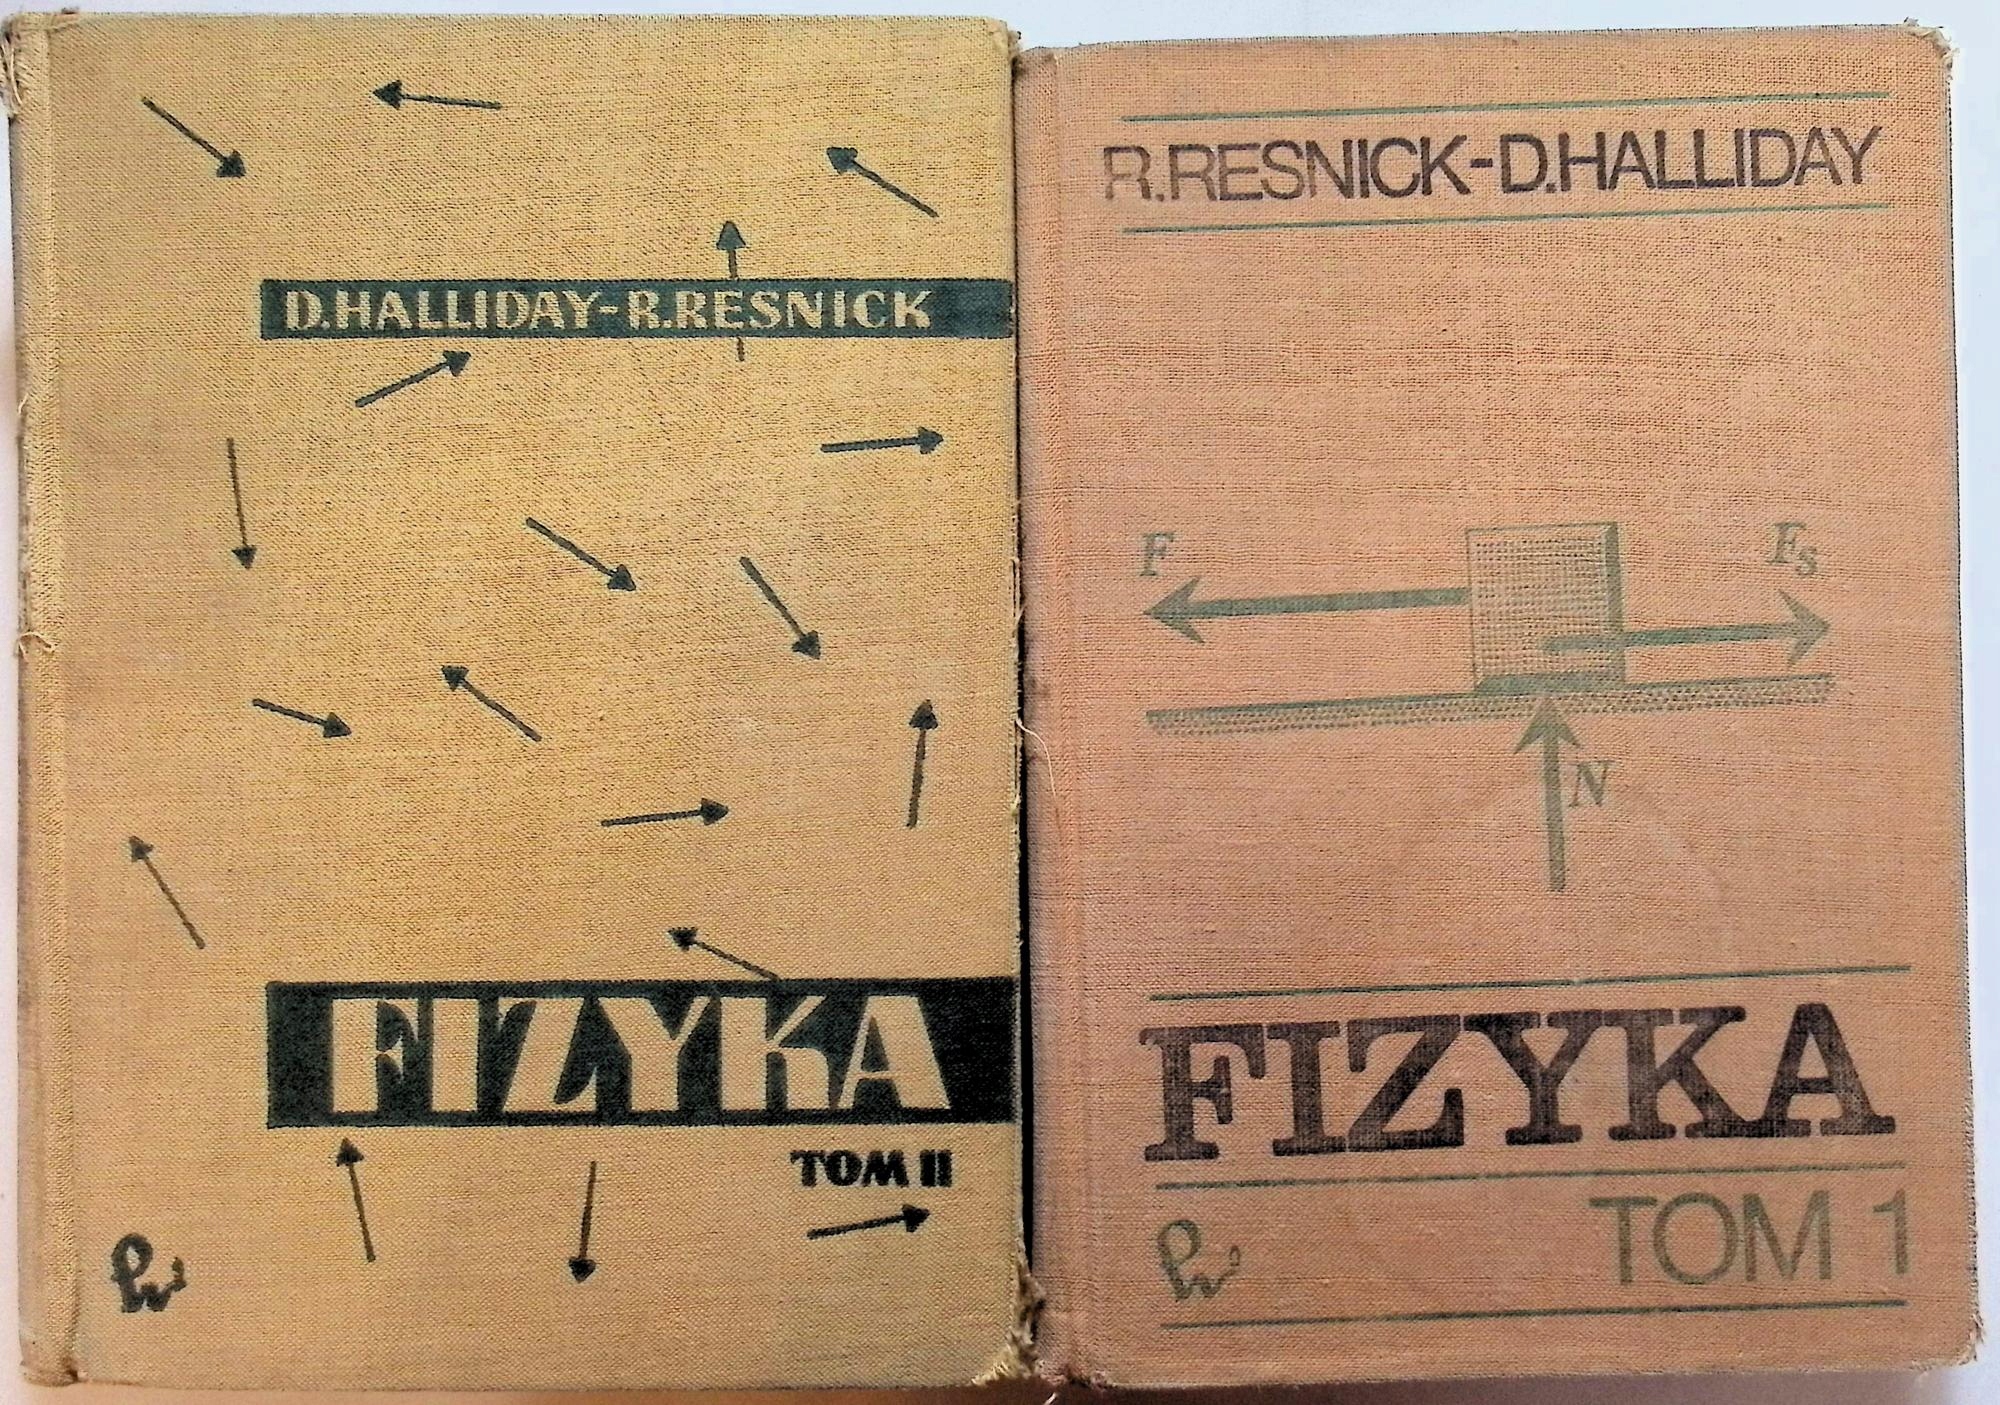 D.HALLIDAY-R.RESNICK
FIZYKA
TOM II
R.RESNICK-D.HALLIDAY
F
Fs
N
FIZYKA
TOM 1